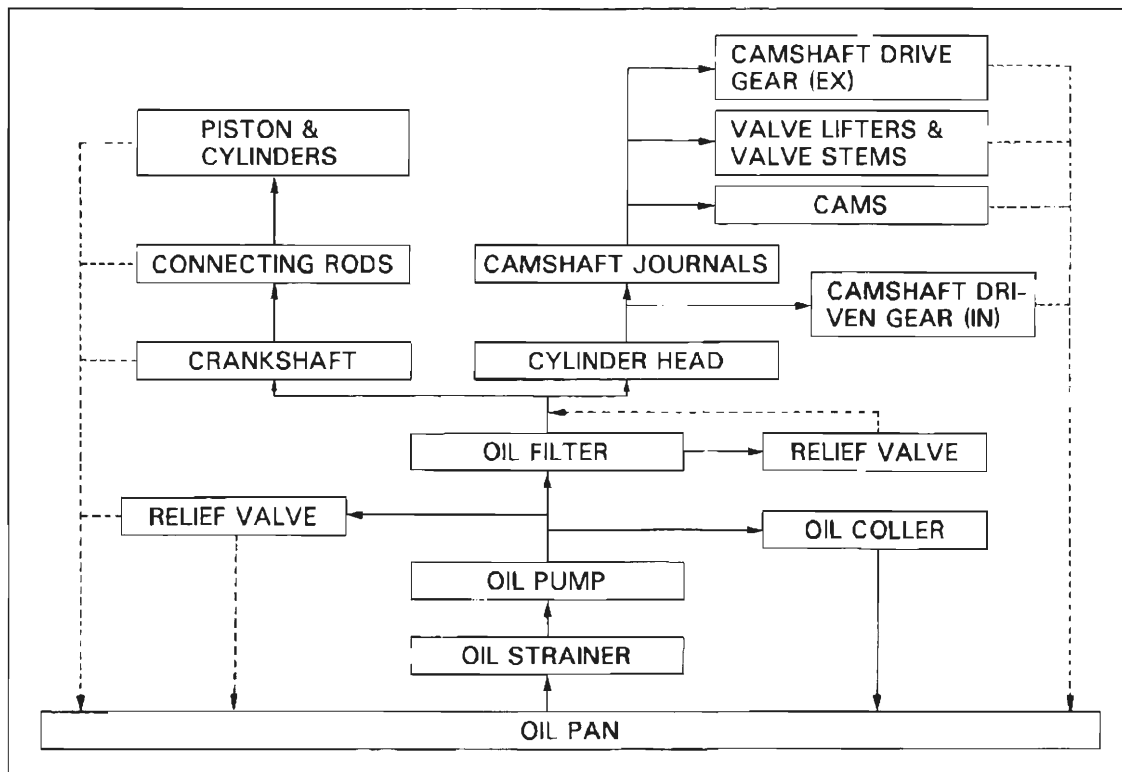 CAMSHAFT DRIVE
GEAR (EX)
PISTON &
CYLINDERS
VALVE LIFTERS &
VALVE STEMS
CAMS
CONNECTING RODS
CAMSHAFT JOURNALS
CAMSHAFT DRI-
VEN GEAR (IN)
CRANKSHAFT
CYLINDER HEAD
OIL FILTER
RELIEF VALVE
RELIEF VALVE
OIL COLLER
OIL PUMP
OIL STRAINER
OIL PAN